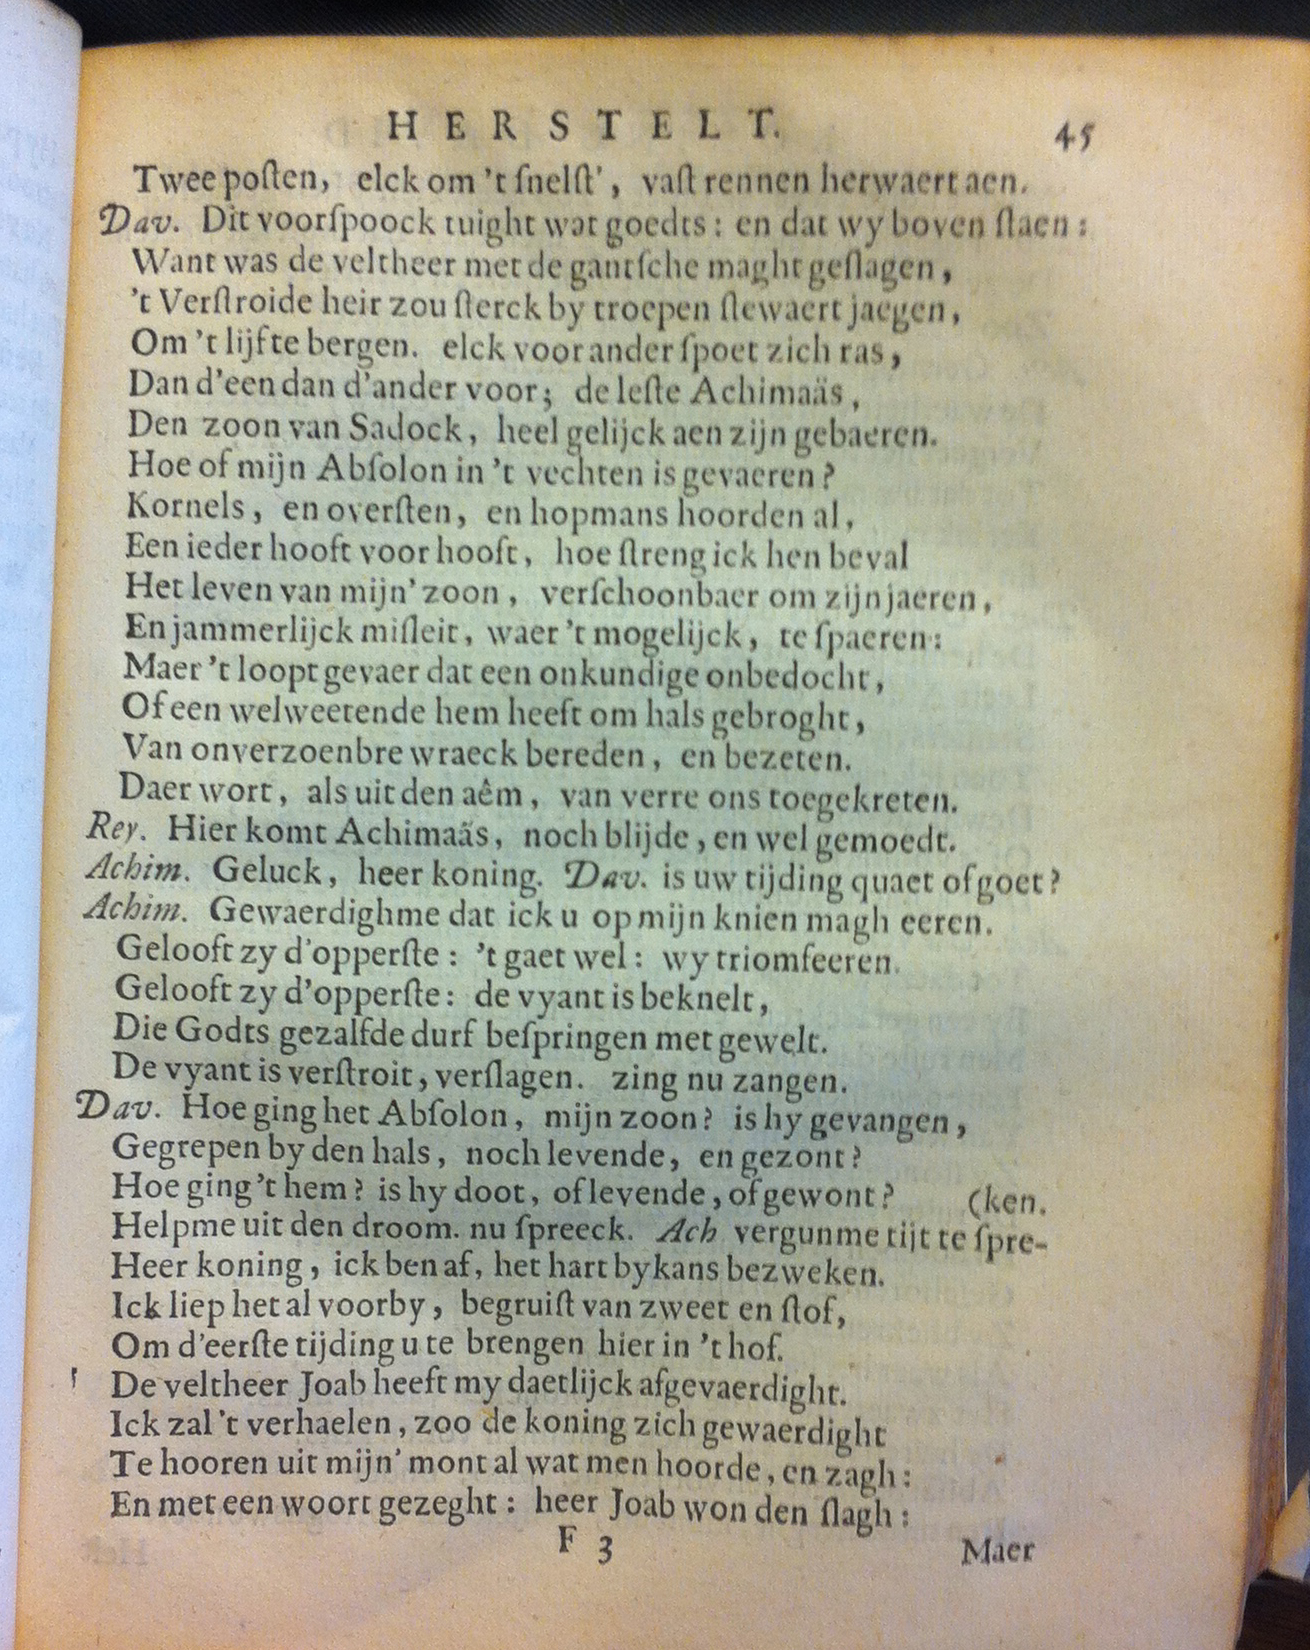 HERSTELT. 45
Twee poſten, elck om 't ſnelſt', vaſt rennen herwaert aen.
Dav. Dit voorſpoock tuight wat goedts: en dat wy boven ſlaen:
Want was de veltheer met de gantſche maght geſlagen,
't Verſtroide heir zou ſterck by troepen ſtewaert jaegen,
Om 't lijf te bergen. elck voor ander ſpoet zich ras,
Dan d'een dan d'ander voor; de leſte Achimaäs,
Den zoon van Sadock, heel gelijck aen zijn gebaeren.
Hoe of mijn Abſolon in 't vechten is gevaeren?
Kornels, en overſten, en hopmans hoorden al,
Een ieder hooft voor hooft, hoe ſtreng ick hen beval
Het leven van mijn' zoon, verſchoonbaer om zijn jaeren,
En jammerlijck miſleit, waer 't mogelijck, te ſpaeren:
Maer 't loopt gevaer dat een onkundige onbedocht,
Of een welweetende hem heeft om hals gebroght,
Van onverzoenbre wraeck bereden, en bezeten.
Daer wort, als uit den aêm, van verre ons toegekreten.
Rey. Hier komt Achimaäs, noch blijde, en wel gemoedt.
Achim. Geluck, heer koning. Dav. is uw tijding quaet of goet?
Achim. Gewaerdigh me dat ick u op mijn knien magh eeren.
Gelooft zy d'opperſte: 't gaet wel: wy triomfeeren.
Gelooft zy d'opperſte: de vyant is beknelt,
Die Godts gezalfde durf beſpringen met gewelt.
De vyant is verſtroit, verſlagen. zing nu zangen.
Dav. Hoe ging het Abſolon, mijn zoon? is hy gevangen,
Gegrepen by den hals, noch levende, en gezont?
Hoe ging 't hem? is hy doot, of levende, of gewont? (ken.
Help me uit den droom. nu ſpreeck. Ach vergun me tijt te ſpre-
Heer koning, ick ben af, het hart bykans bezweken.
Ick liep het al voorby, begruiſt van zweet en ſtof,
Om d'eerſte tijding u te brengen hier in 't hof.
De veltheer Joab heeft my daetlijck afgevaerdight.
Ick zal 't verhaelen, zoo de koning zich gewaerdight
Te hooren uit mijn' mont al wat men hoorde, en zagh:
En met een woort gezeght: heer Joab won den ſlagh:
F 3 Maer